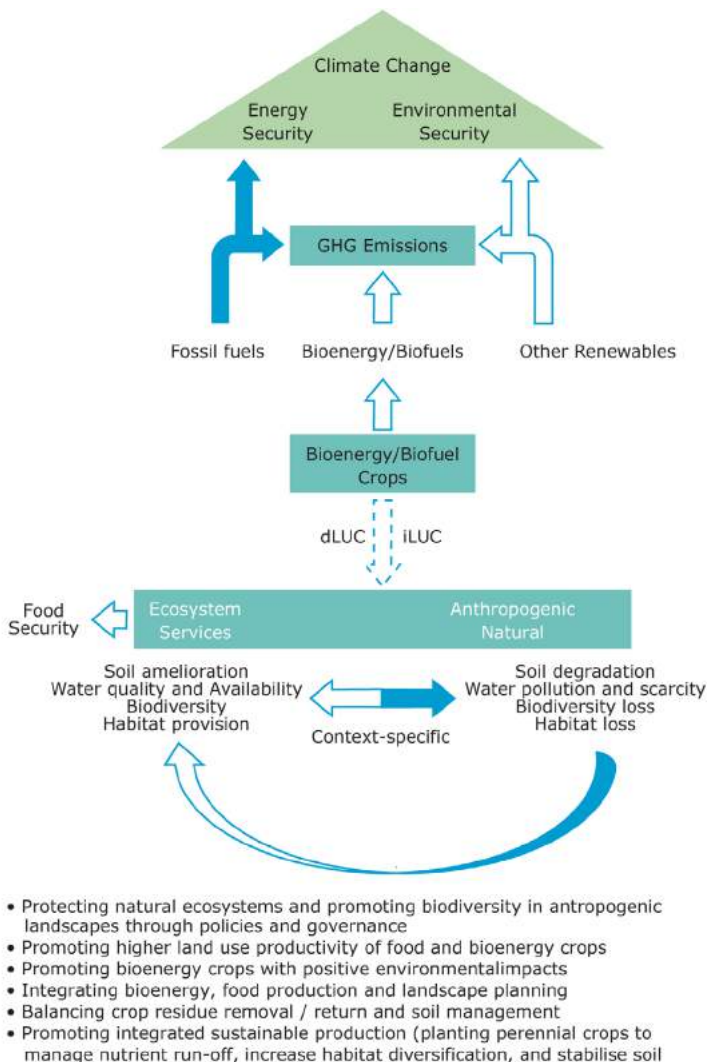 Climate Change
Energy
Security
Environmental
Security
GHG Emissions
Fossil fuels
Bioenergy/Biofuels
Other Renewables
Bioenergy/Biofuel
Crops
dLUC
iLUC
Food
Security
Ecosystem
Services
Anthropogenic
Natural
Soil amelioration
Water quality and Availability
Biodiversity
Habitat provision
Context-specific
Soil degradation
Water pollution and scarcity
Biodiversity loss
Habitat loss
• Protecting natural ecosystems and promoting biodiversity in antropogenic
landscapes through policies and governance
• Promoting higher land use productivity of food and bioenergy crops
• Promoting bioenergy crops with positive environmentalimpacts
• Integrating bioenergy, food production and landscape planning
• Balancing crop residue removal / return and soil management
• Promoting integrated sustainable production (planting perennial crops to
manage nutrient run-off, increase habitat diversification, and stabilise soil